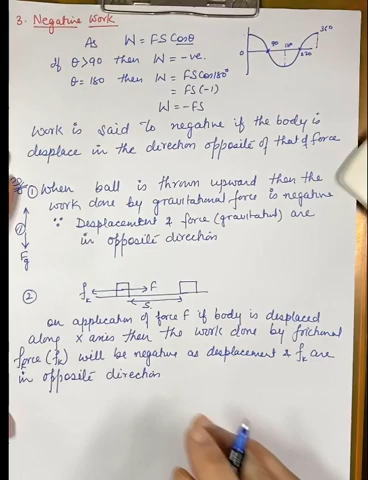 3. Negative Work
As W = FS Cosθ
If θ>90 then W = -ve.
θ = 180 then W = FS Cos180°
= FS(-1)
W = -FS
0 90 180 270 360
Work is said to negative if the body is
displace in the direction opposite of that of force
eg (1) When ball is thrown upward then the
work done by gravitational force is negative
∵ Displacement & force (gravitatul) are
in opposite direction
Fg
(2)
fk F
S
on application of force F if body is displaced
along x axies then the work done by frictional
force (fk) will be negative as displacement & fk are
in opposite direction